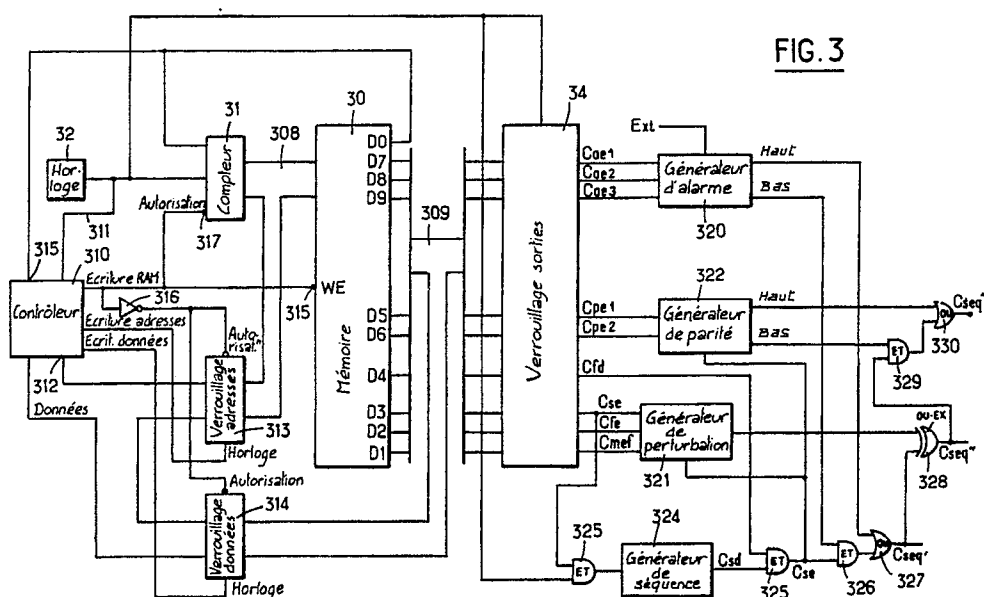 FIG. 3
32
Hor-
loge
31
Compteur
308
30
Mémoire
D0
D7
D8
D9
D5
D6
D4
D3
D2
D1
309
34
Verrouillage sorties
Ext
Cae1
Cae2
Cae3
Générateur
d'alarme
320
Haut
Bas
311
315
310
Autorisation
317
Contrôleur
Ecriture RAM
315
WE
316
Ecriture adresses
Ecrit. données
312
Données
Autorisat.n
Verrouillage
adresses
313
Horloge
Autorisation
Verrouillage
données
314
Horloge
322
Cpe1
Cpe2
Générateur
de parité
Haut
Bas
OU
Cseq"
330
ET
329
Cfd
Cse
Cfe
Cmef
Générateur
de perturbation
321
OU-EX
Cseq"
328
325
ET
324
Générateur
de
séquence
Csd
ET
325
Cse
ET
326
OU
327
Cseq'